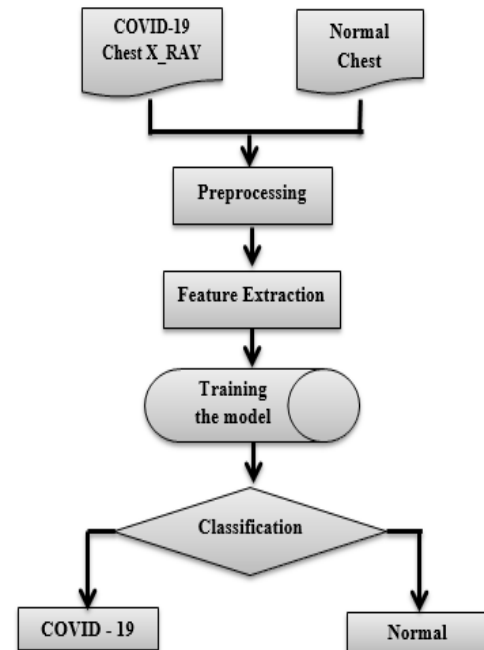 COVID-19
Chest X_RAY
Normal
Chest
Preprocessing
Feature Extraction
Training
the model
Classification
COVID - 19
Normal